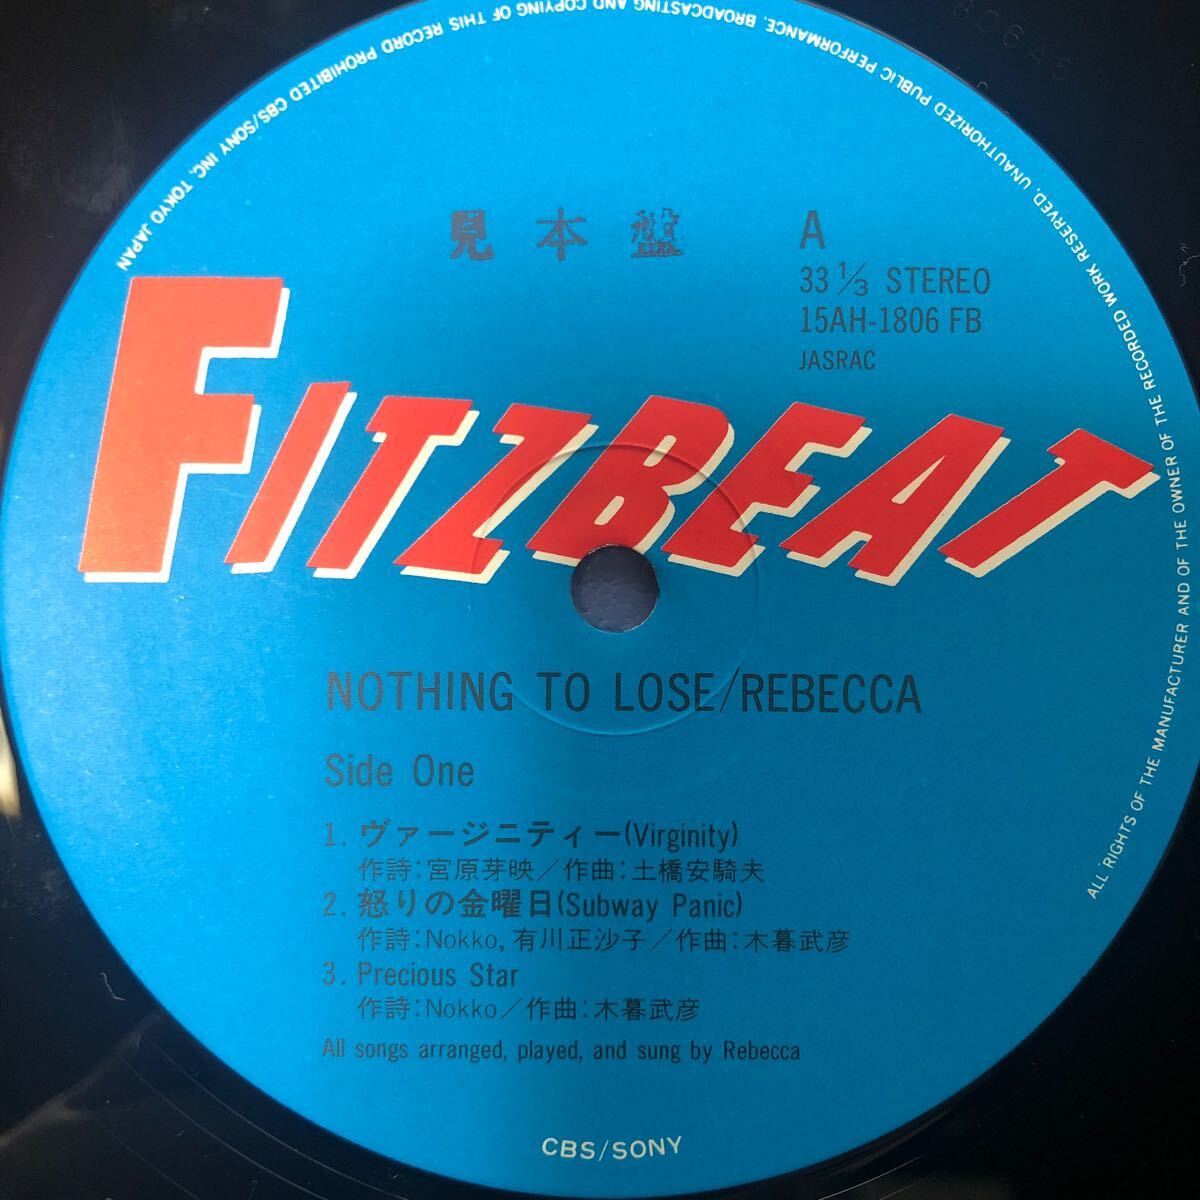 ALL RIGHTS OF THE MANUFACTURER AND OF THE OWNER OF THE RECORDED WORK RESERVED, UNAUTHORIZED PUBLIC PERFORMANCE, BROADCASTING AND COPYING OF THIS RECORD PROHIBITED CBS/SONY INC. TOKYO JAPAN
見本盤
A
33 1/3 STEREO
15AH-1806 FB
JASRAC
FITZBEAT
NOTHING TO LOSE/REBECCA
Side One
1. ヴァージニティー(Virginity)
作詩:宮原芽映/作曲:土橋安騎夫
2. 怒りの金曜日(Subway Panic)
作詩:Nokko,有川正沙子/作曲:木暮武彦
3. Precious Star
作詩:Nokko/作曲:木暮武彦
All songs arranged, played, and sung by Rebecca
CBS/SONY